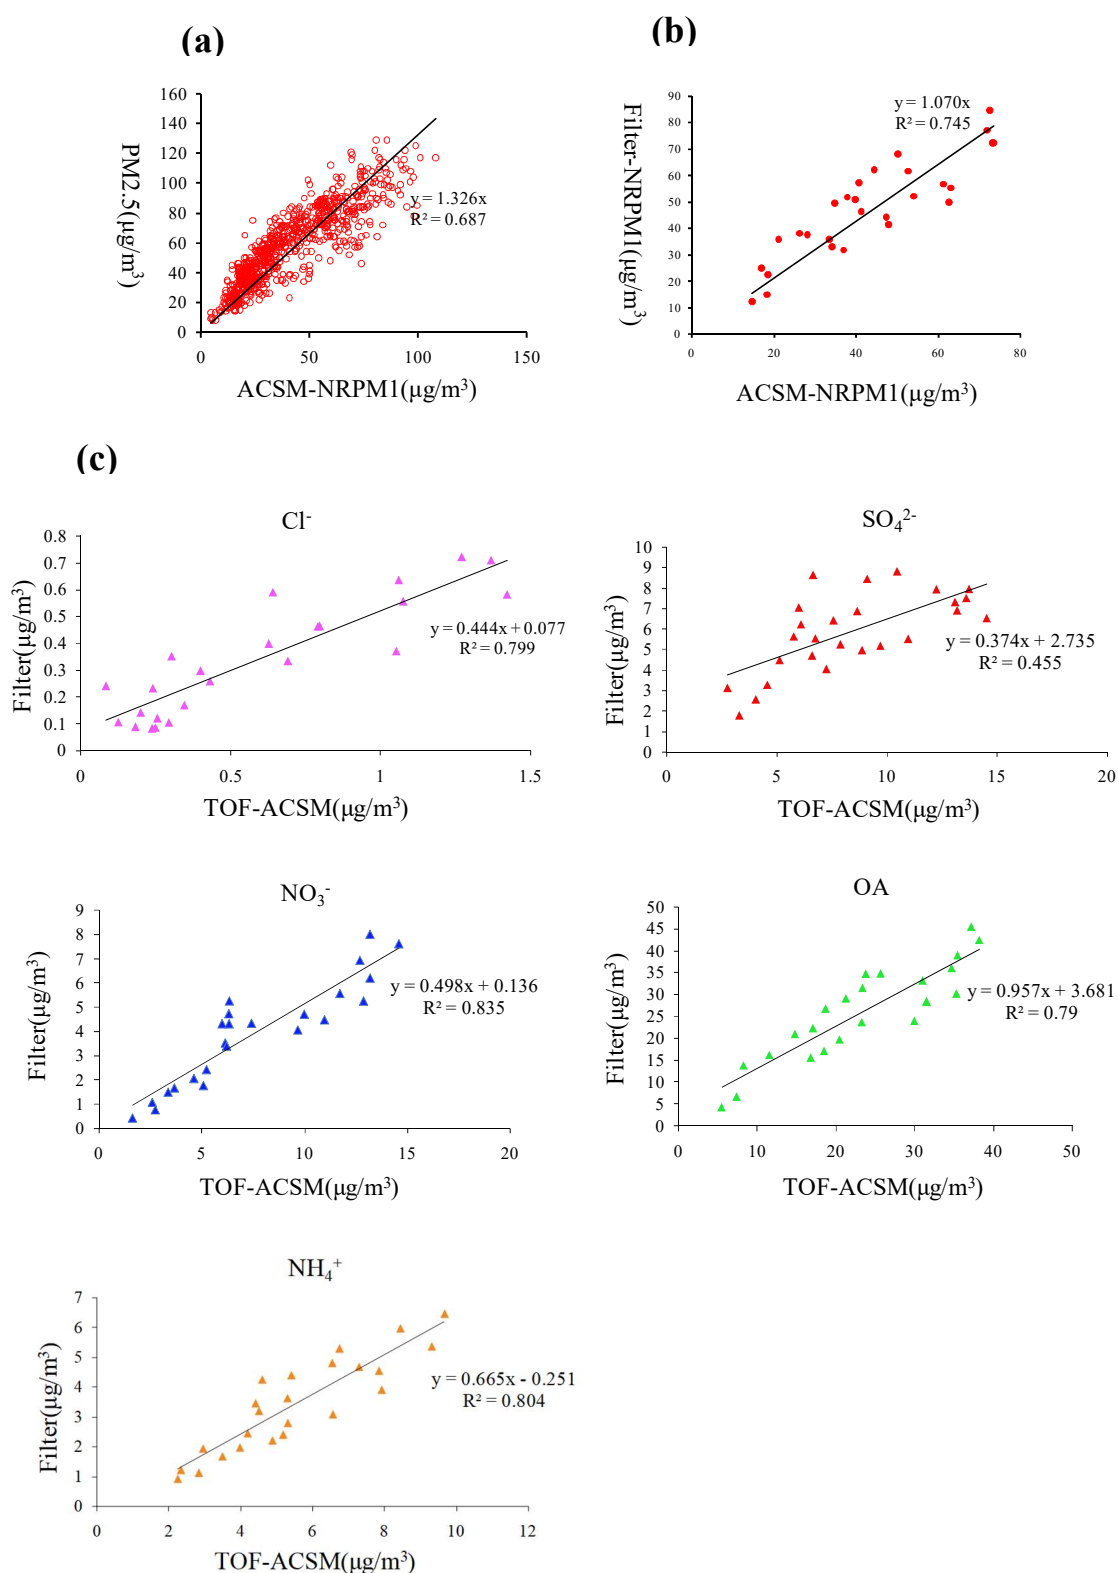 (a)
160
140
120
100
80
60
40
20
0
PM2.5(μg/m³)
y = 1.326x
R² = 0.687
0 50 100 150
ACSM-NRPM1(μg/m³)
(b)
90
80
70
60
50
40
30
20
10
0
Filter-NRPM1(μg/m³)
y = 1.070x
R² = 0.745
0 20 40 60 80
ACSM-NRPM1(μg/m³)
(c)
Cl⁻
0.8
0.7
0.6
0.5
0.4
0.3
0.2
0.1
0
Filter(μg/m³)
y = 0.444x + 0.077
R² = 0.799
0 0.5 1 1.5
TOF-ACSM(μg/m³)
SO₄²⁻
10
9
8
7
6
5
4
3
2
1
0
Filter(μg/m³)
y = 0.374x + 2.735
R² = 0.455
0 5 10 15 20
TOF-ACSM(μg/m³)
NO₃⁻
9
8
7
6
5
4
3
2
1
0
Filter(μg/m³)
y = 0.498x + 0.136
R² = 0.835
0 5 10 15 20
TOF-ACSM(μg/m³)
OA
50
45
40
35
30
25
20
15
10
5
0
Filter(μg/m³)
y = 0.957x + 3.681
R² = 0.79
0 10 20 30 40 50
TOF-ACSM(μg/m³)
NH₄⁺
7
6
5
4
3
2
1
0
Filter(μg/m³)
y = 0.665x - 0.251
R² = 0.804
0 2 4 6 8 10 12
TOF-ACSM(μg/m³)